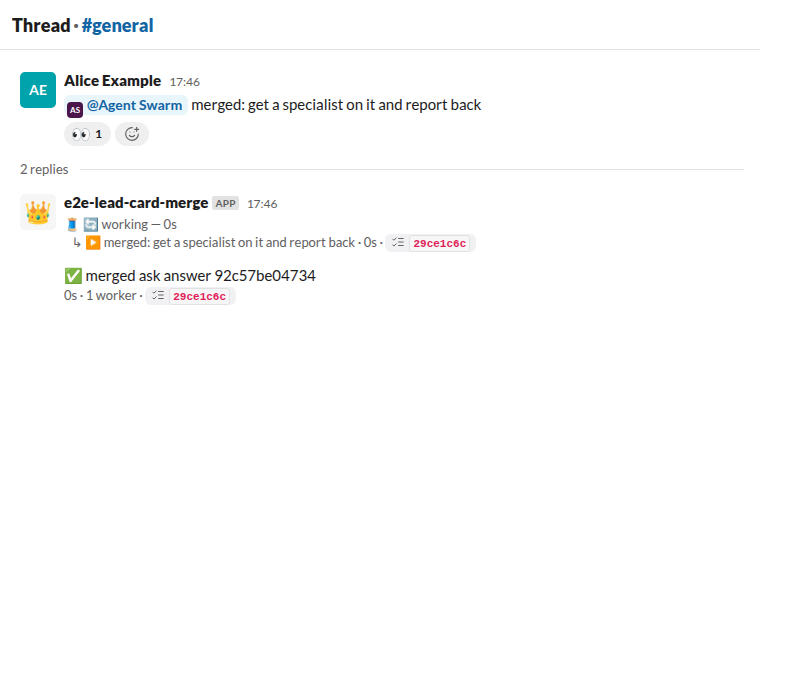 Thread · #general
AE
Alice Example 17:46
AS @Agent Swarm merged: get a specialist on it and report back
👀 1
2 replies
e2e-lead-card-merge APP 17:46
🧵 🔄 working — 0s
↳ ▶️ merged: get a specialist on it and report back · 0s · 29ce1c6c
✅ merged ask answer 92c57be04734
0s · 1 worker · 29ce1c6c